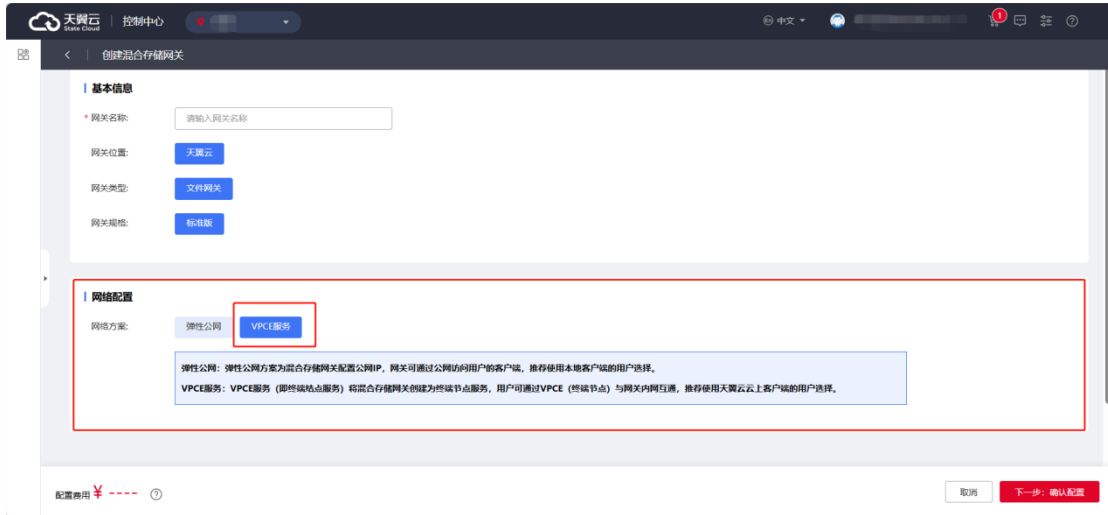 天翼云
State Cloud
控制中心
中文
1
创建混合存储网关
基本信息
* 网关名称:
请输入网关名称
网关位置:
天翼云
网关类型:
文件网关
网关规格:
标准版
网络配置
网络方案:
弹性公网
VPCE服务
弹性公网：弹性公网方案为混合存储网关配置公网IP，网关可通过公网访问用户的客户端，推荐使用本地客户端的用户选择。
VPCE服务：VPCE服务（即终端结点服务）将混合存储网关创建为终端节点服务，用户可通过VPCE（终端节点）与网关内网互通，推荐使用天翼云云上客户端的用户选择。
配置费用 ¥ ----
取消
下一步：确认配置